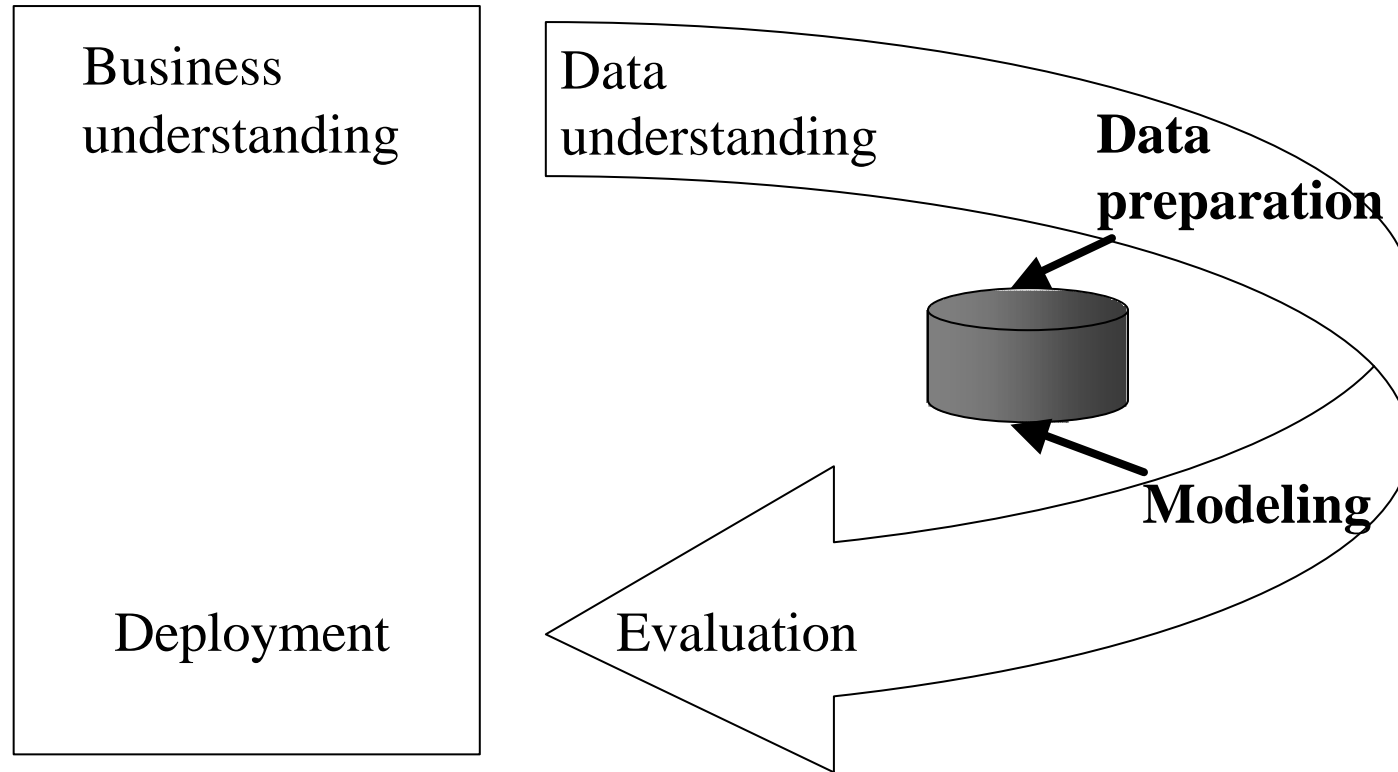 Business
understanding
Data
understanding
Data
preparation
Modeling
Deployment
Evaluation